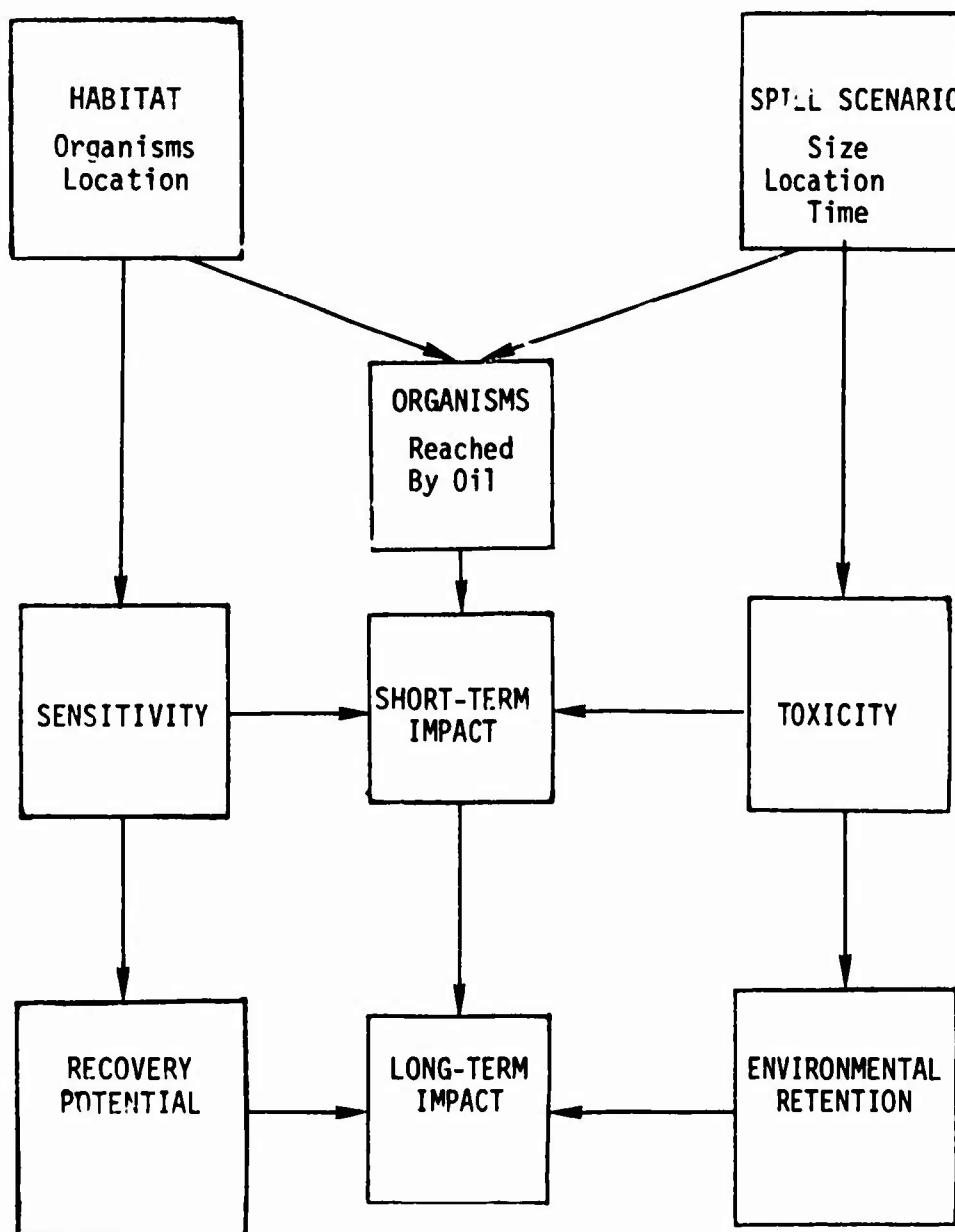 HABITAT
Organisms
Location
SPILL SCENARIO
Size
Location
Time
ORGANISMS
Reached
By Oil
SENSITIVITY
SHORT-TERM
IMPACT
TOXICITY
RECOVERY
POTENTIAL
LONG-TERM
IMPACT
ENVIRONMENTAL
RETENTION